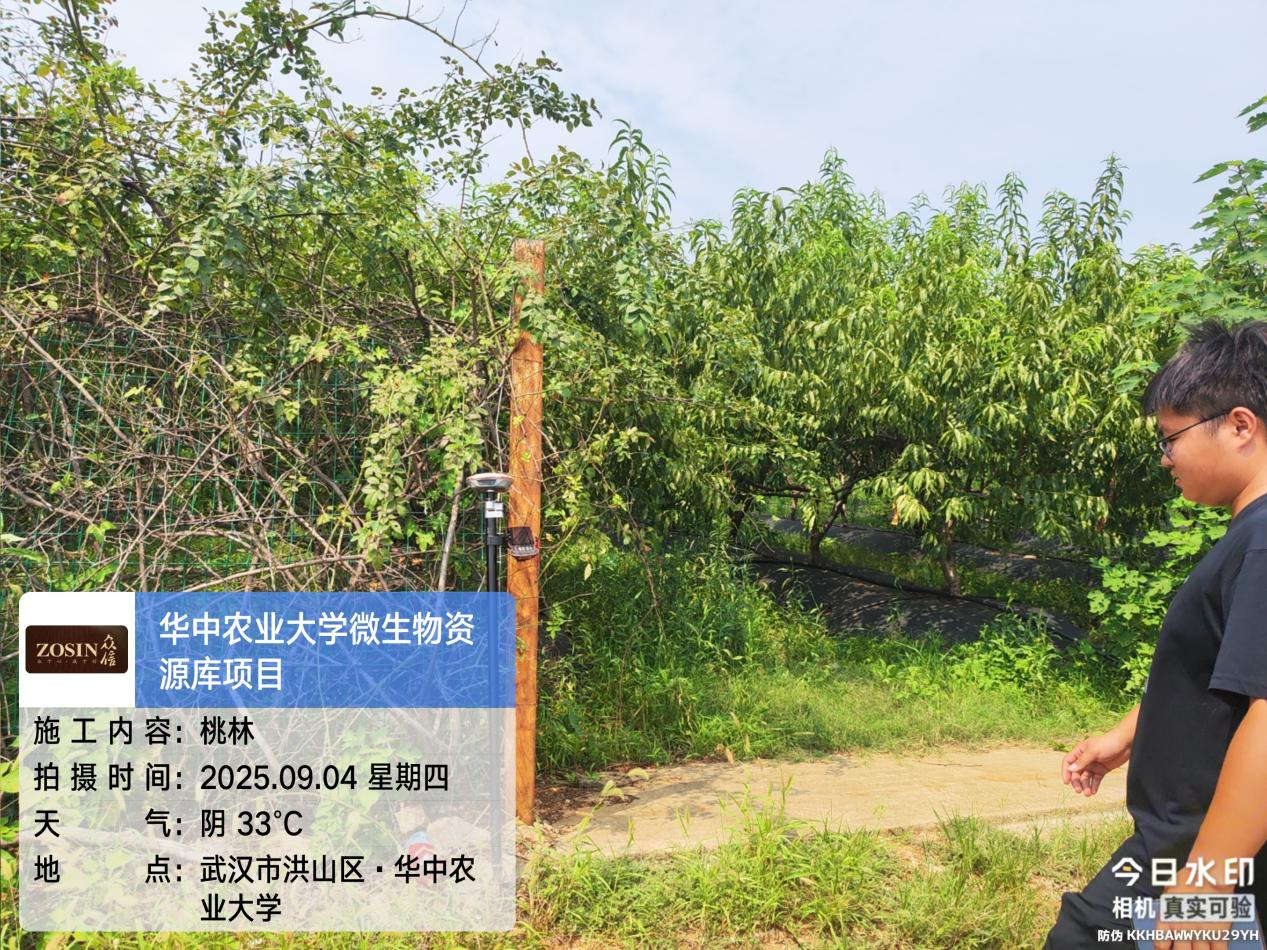 ZOSIN 众信
华中农业大学微生物资
源库项目
施工内容：桃林
拍摄时间：2025.09.04 星期四
天气：阴 33℃
地点：武汉市洪山区·华中农
业大学
今日水印
相机 真实可验
防伪 KKHBAWWYKU29YH